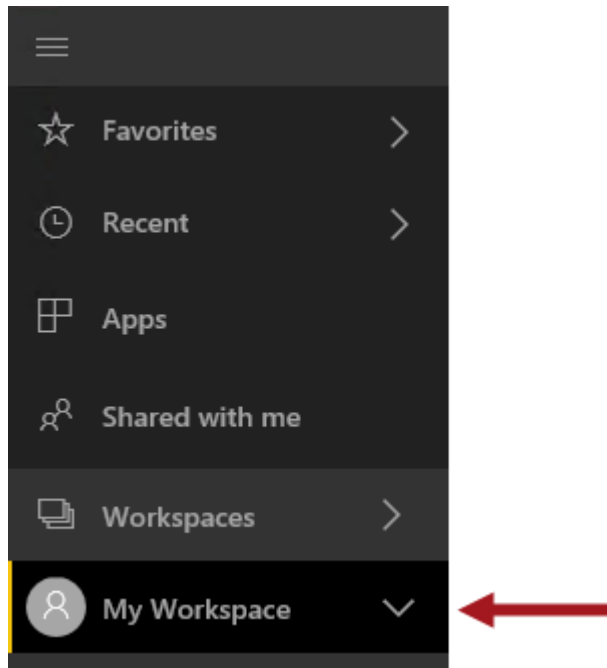 Favorites
Recent
Apps
Shared with me
Workspaces
My Workspace